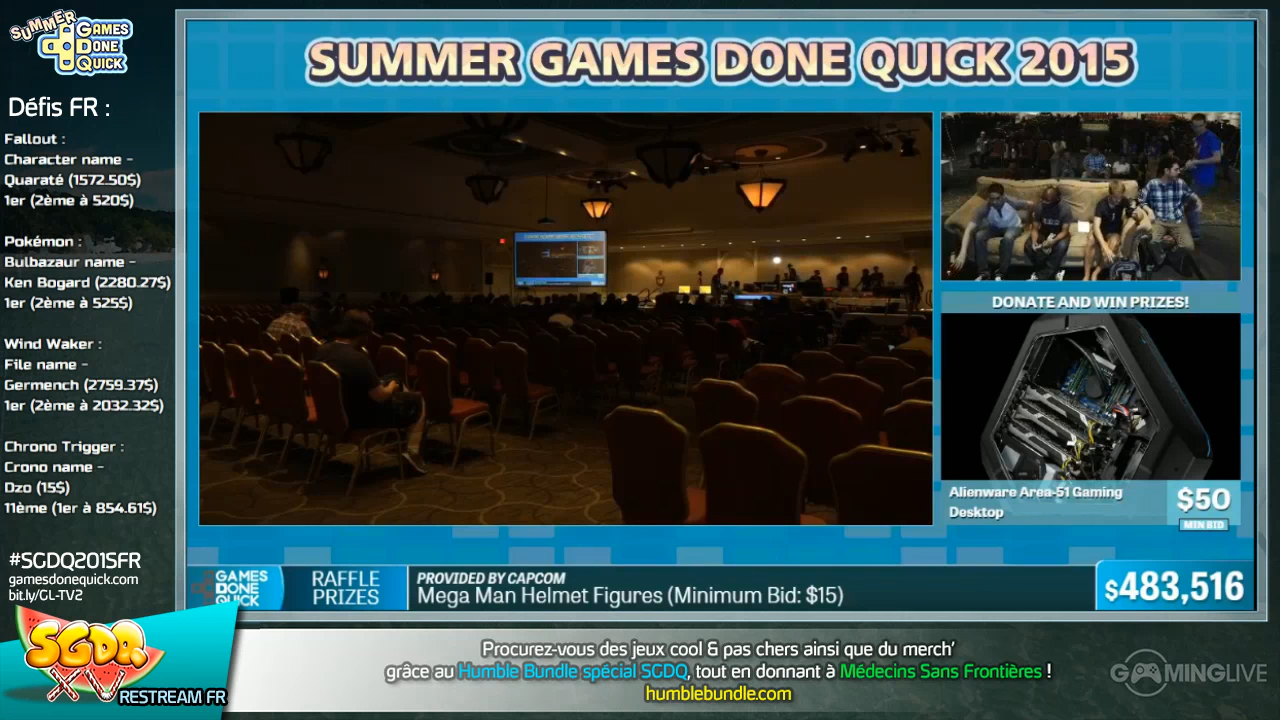 SUMMER
GAMES
DONE
QUICK
Défis FR :
Fallout :
Character name -
Quaraté (1572.50$)
1er (2ème à 520$)
Pokémon :
Bulbazaur name -
Ken Bogard (2280.27$)
1er (2ème à 525$)
Wind Waker :
File name -
Germench (2759.37$)
1er (2ème à 2032.32$)
Chrono Trigger :
Crono name -
Dzo (15$)
11ème (1er à 854.61$)
#SGDQ2015FR
gamesdonequick.com
bit.ly/GL-TV2
SGDQ
XV
RESTREAM FR
SUMMER GAMES DONE QUICK 2015
DONATE AND WIN PRIZES!
Alienware Area-51 Gaming
Desktop
$50
MIN BID
GAMES
DONE
QUICK
RAFFLE
PRIZES
PROVIDED BY CAPCOM
Mega Man Helmet Figures (Minimum Bid: $15)
$483,516
Procurez-vous des jeux cool & pas chers ainsi que du merch'
grâce au Humble Bundle spécial SGDQ, tout en donnant à Médecins Sans Frontières !
humblebundle.com
GAMINGLIVE